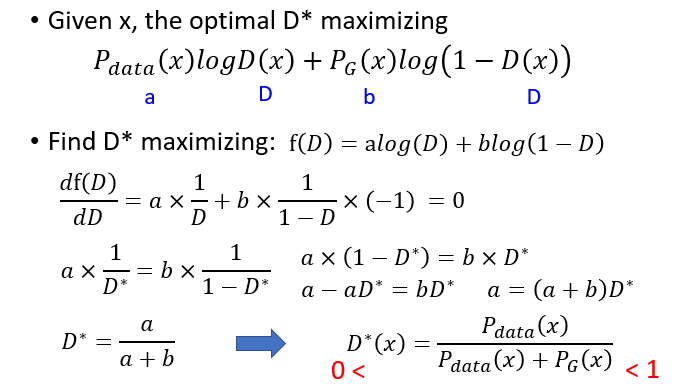 • Given x, the optimal D* maximizing
P_data(x)logD(x) + P_G(x)log(1 − D(x))
a D b D
• Find D* maximizing: f(D) = alog(D) + blog(1 − D)
df(D)/dD = a × 1/D + b × 1/(1 − D) × (−1) = 0
a × 1/D* = b × 1/(1 − D*)
a × (1 − D*) = b × D*
a − aD* = bD* a = (a + b)D*
D* = a/(a + b)
0 < D*(x) = P_data(x)/(P_data(x) + P_G(x)) < 1